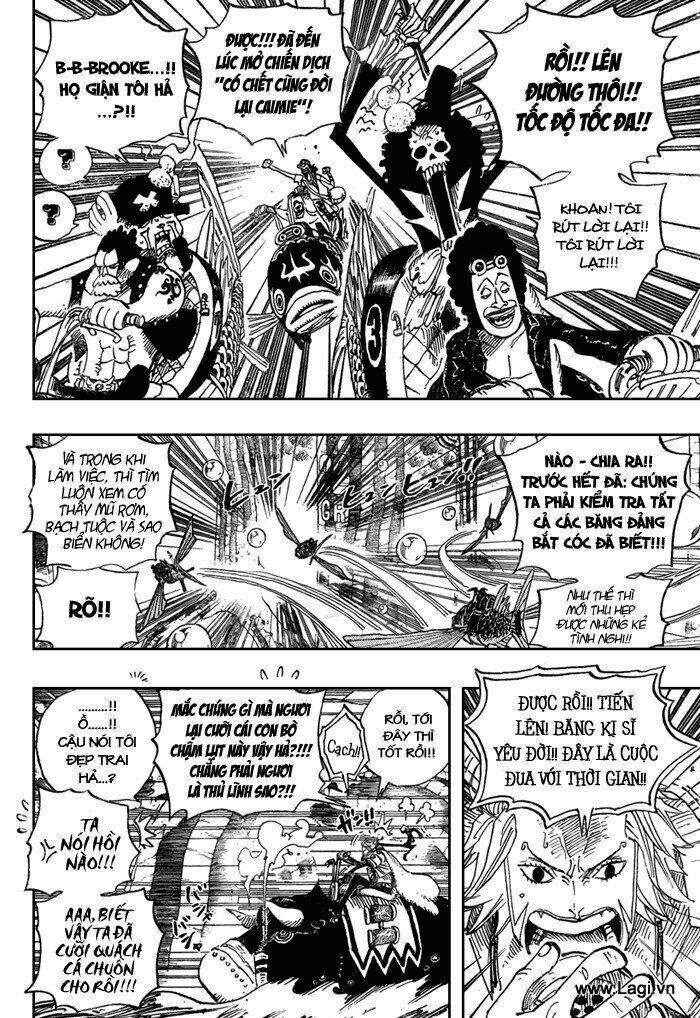 RỒI!! LÊN
ĐƯỜNG THÔI!!
TỐC ĐỘ TỐC ĐA!!
ĐƯỢC!!! ĐÃ ĐẾN
LÚC MỞ CHIẾN DỊCH
"CÓ CHẾT CŨNG ĐÒI
LẠI CAIMIE"!
B-B-BROOKE...!!
HỌ GIẬN TÔI HẢ
...?!!
?
?
KHOAN! TÔI
RÚT LỜI LẠI!!
TÔI RÚT LỜI
LẠI!!!
3
NÀO - CHIA RA!!
TRƯỚC HẾT ĐÃ: CHÚNG
TA PHẢI KIỂM TRA TẤT
CẢ CÁC BĂNG ĐẢNG
BẮT CÓC ĐÃ BIẾT!!!
NHƯ THẾ THÌ
MỚI THU HẸP
ĐƯỢC NHỮNG KẺ
TÌNH NGHI!!
ヒュンッ!!
ヒュン
VÀ TRONG KHI
LÀM VIỆC, THÌ TÌM
LUÔN XEM CÓ
THẤY MŨ RƠM,
BẠCH TUỘC VÀ SAO
BIỂN KHÔNG!
RÕ!!
ĐƯỢC RỒI!! TIẾN
LÊN! BĂNG KỊ SĨ
YÊU ĐỜI!! ĐÂY LÀ CUỘC
ĐUA VỚI THỜI GIAN!!
RỒI, TỚI
ĐÂY THÌ
TỐT RỒI!!
Cạch!!
MẮC CHỨNG GÌ MÀ NGƯƠI
LẠI CƯỠI CÁI CON BÒ
CHẬM LỤT NÀY VẬY HẢ?!!!
CHẲNG PHẢI NGƯƠI
LÀ THỦ LĨNH SAO?!!
.........!!
Ồ......!!
CẬU NÓI TÔI
ĐẸP TRAI
HẢ...?
TA
NÓI HỒI
NÀO!!!
AAA, BIẾT
VẬY TA ĐÃ
CƯỠI QUÁCH
CÁ CHUỒN
CHO RỒI!!!
H
www.Lagi.vn